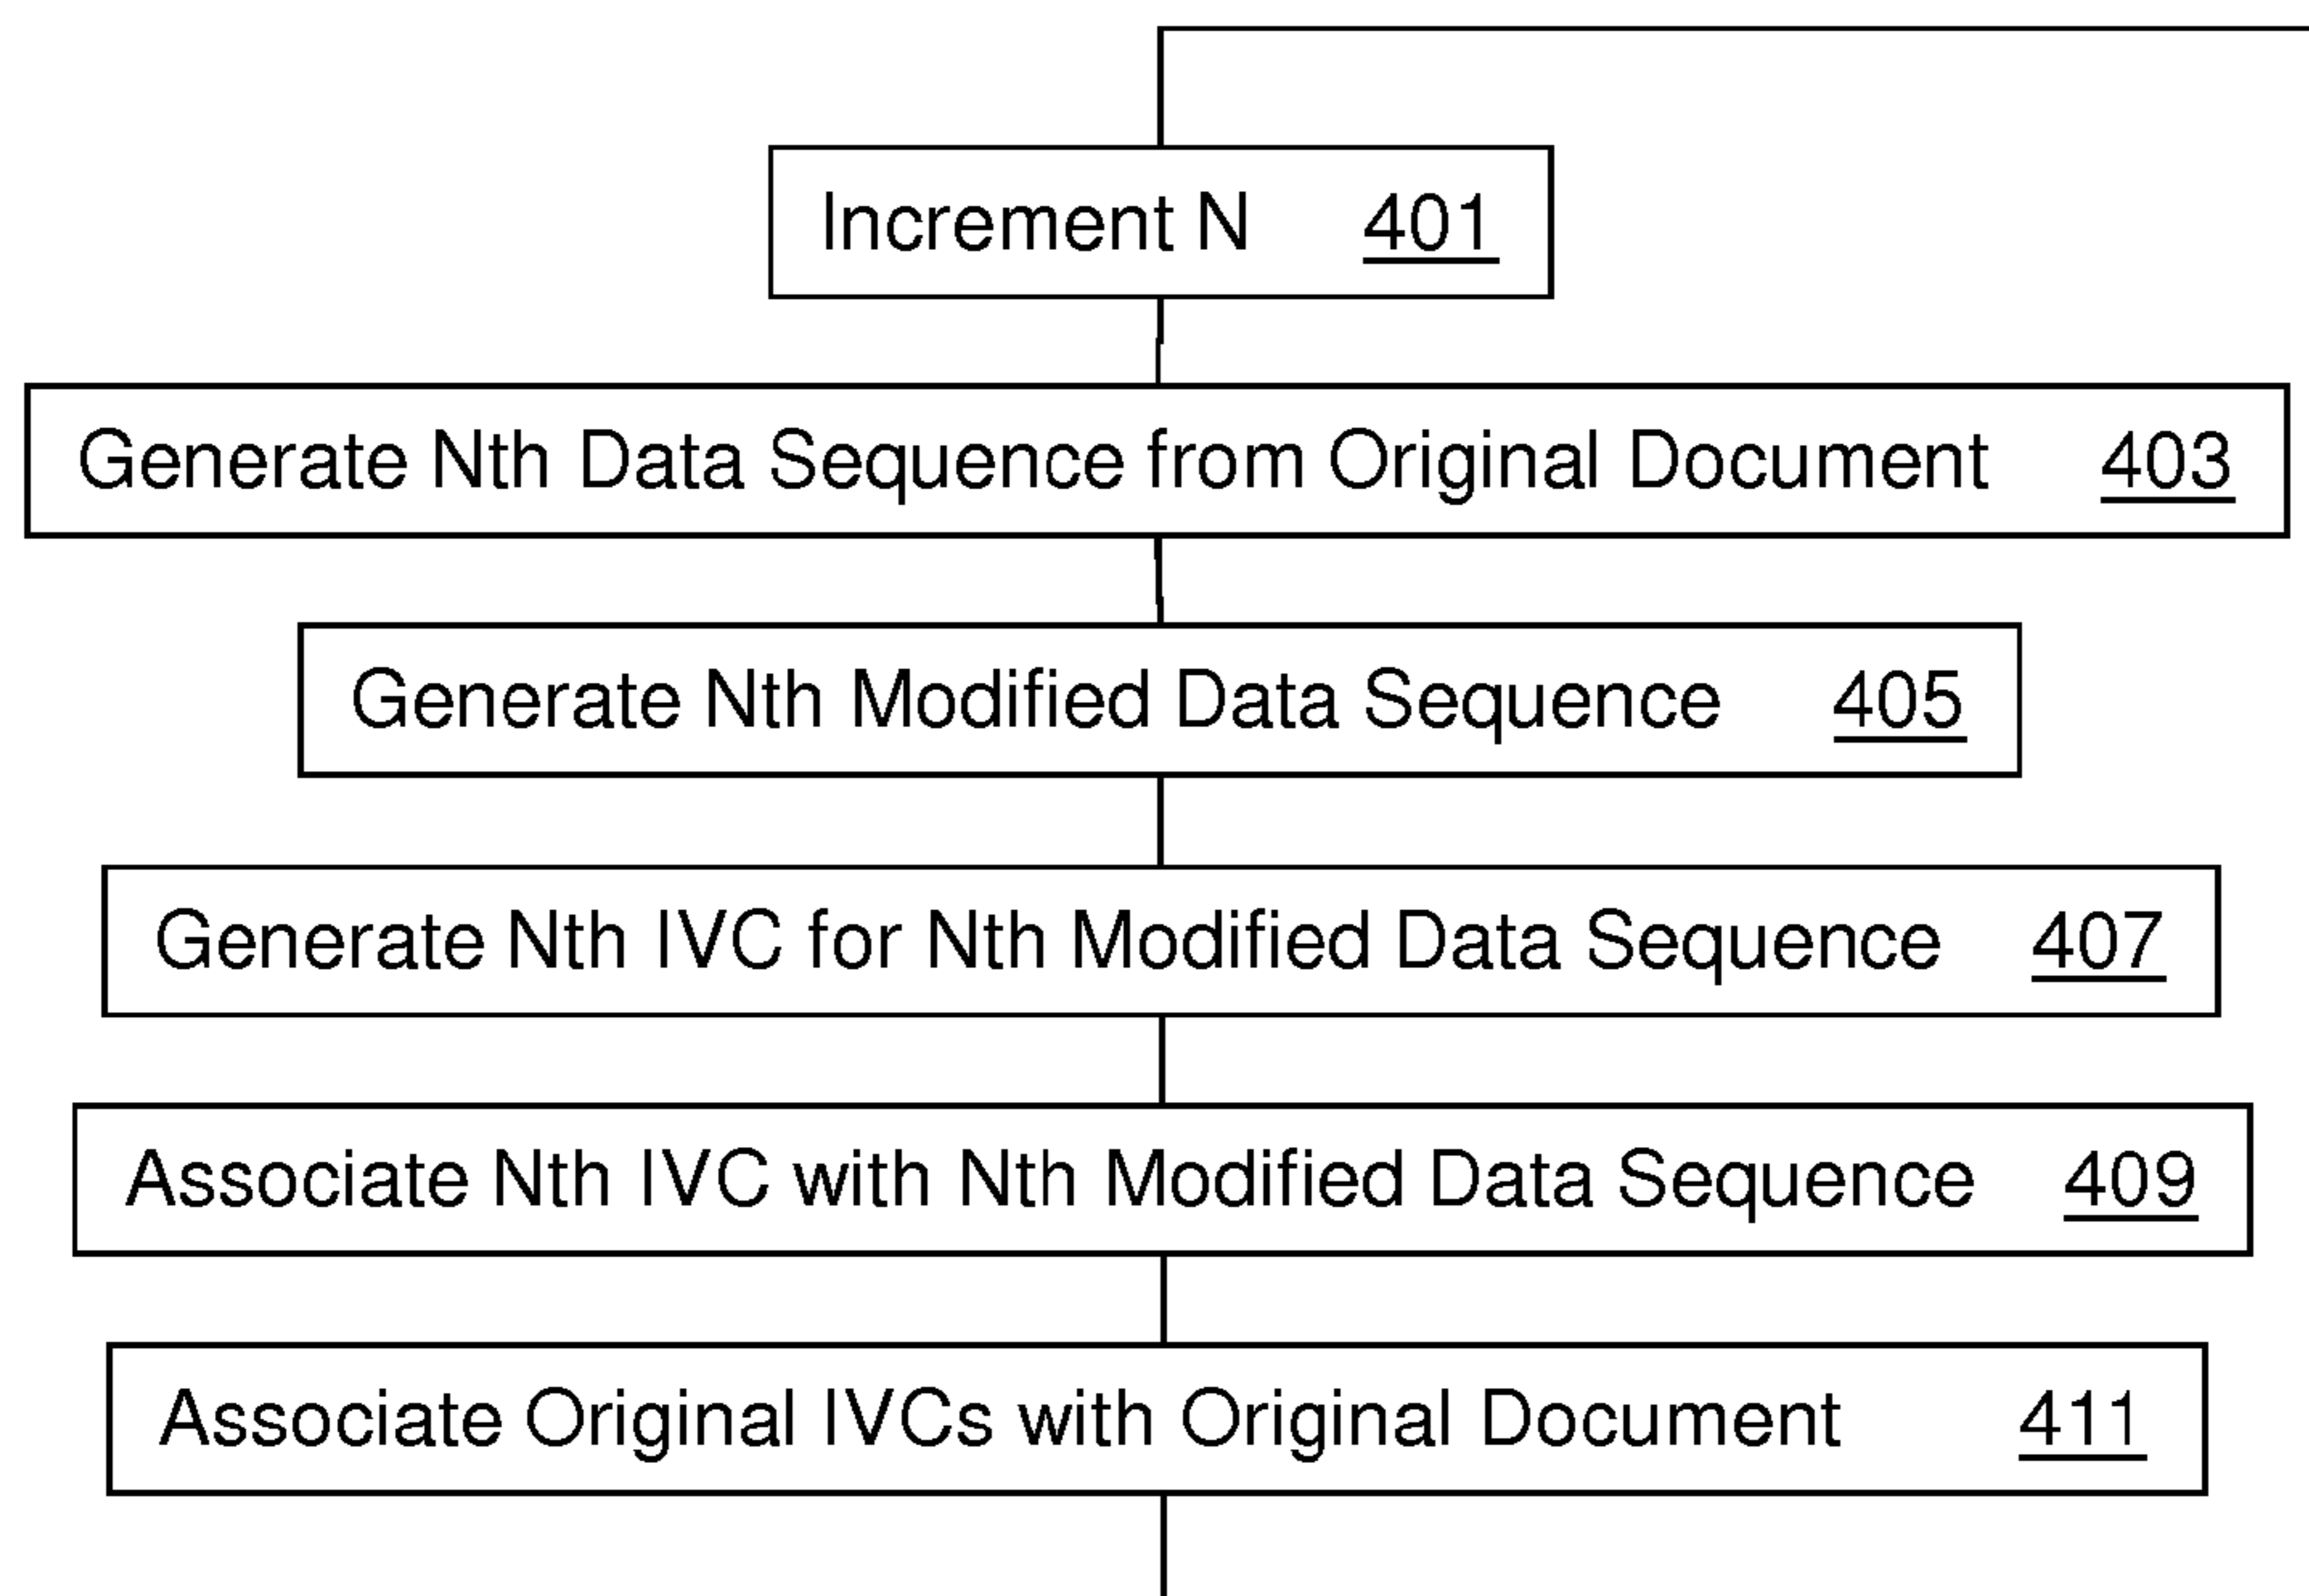 Increment N 401
Generate Nth Data Sequence from Original Document 403
Generate Nth Modified Data Sequence 405
Generate Nth IVC for Nth Modified Data Sequence 407
Associate Nth IVC with Nth Modified Data Sequence 409
Associate Original IVCs with Original Document 411